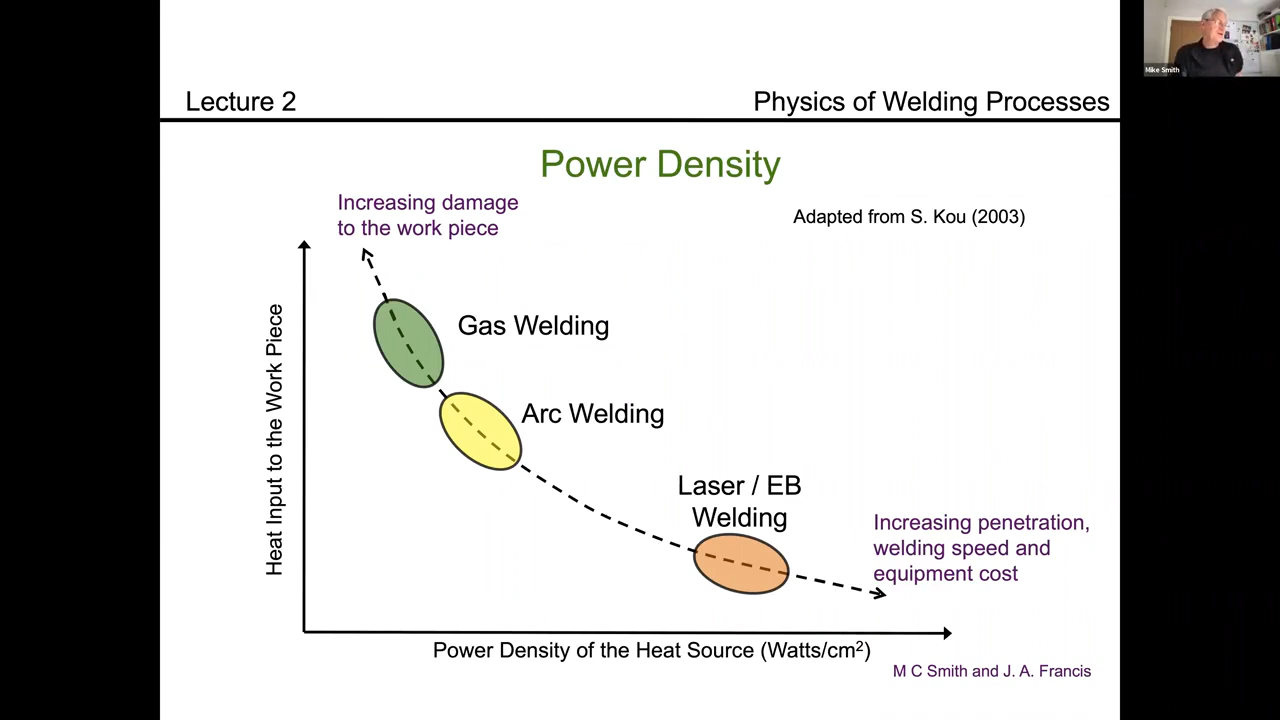 Mike Smith
Lecture 2
Physics of Welding Processes
Power Density
Increasing damage
to the work piece
Adapted from S. Kou (2003)
Heat Input to the Work Piece
Gas Welding
Arc Welding
Laser / EB
Welding
Increasing penetration,
welding speed and
equipment cost
Power Density of the Heat Source (Watts/cm²)
M C Smith and J. A. Francis